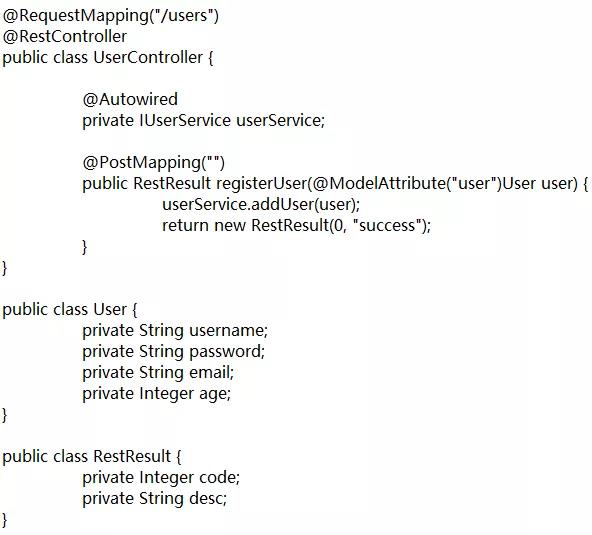 @RequestMapping("/users")
@RestController
public class UserController {
@Autowired
private IUserService userService;
@PostMapping("")
public RestResult registerUser(@ModelAttribute("user")User user) {
userService.addUser(user);
return new RestResult(0, "success");
}
}
public class User {
private String username;
private String password;
private String email;
private Integer age;
}
public class RestResult {
private Integer code;
private String desc;
}